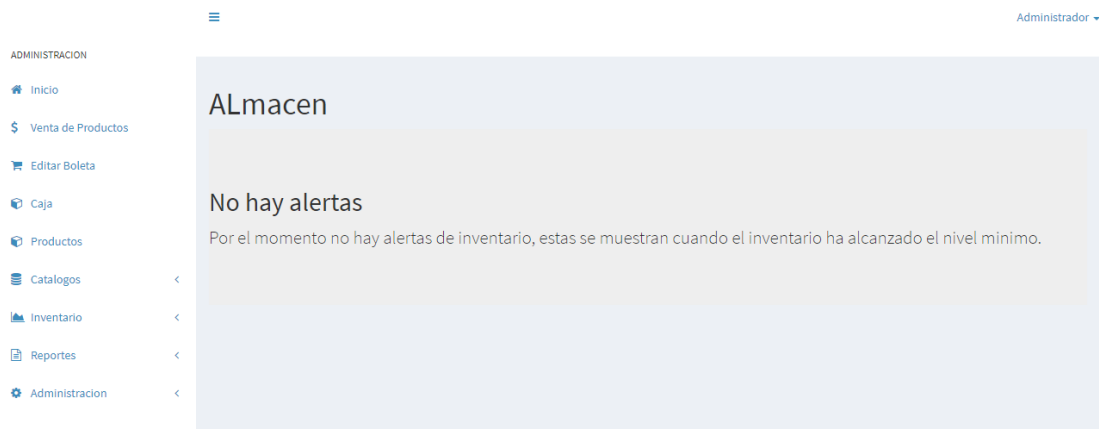 Administrador
ADMINISTRACION
Inicio
Venta de Productos
Editar Boleta
Caja
Productos
Catalogos
Inventario
Reportes
Administracion
ALmacen
No hay alertas
Por el momento no hay alertas de inventario, estas se muestran cuando el inventario ha alcanzado el nivel minimo.